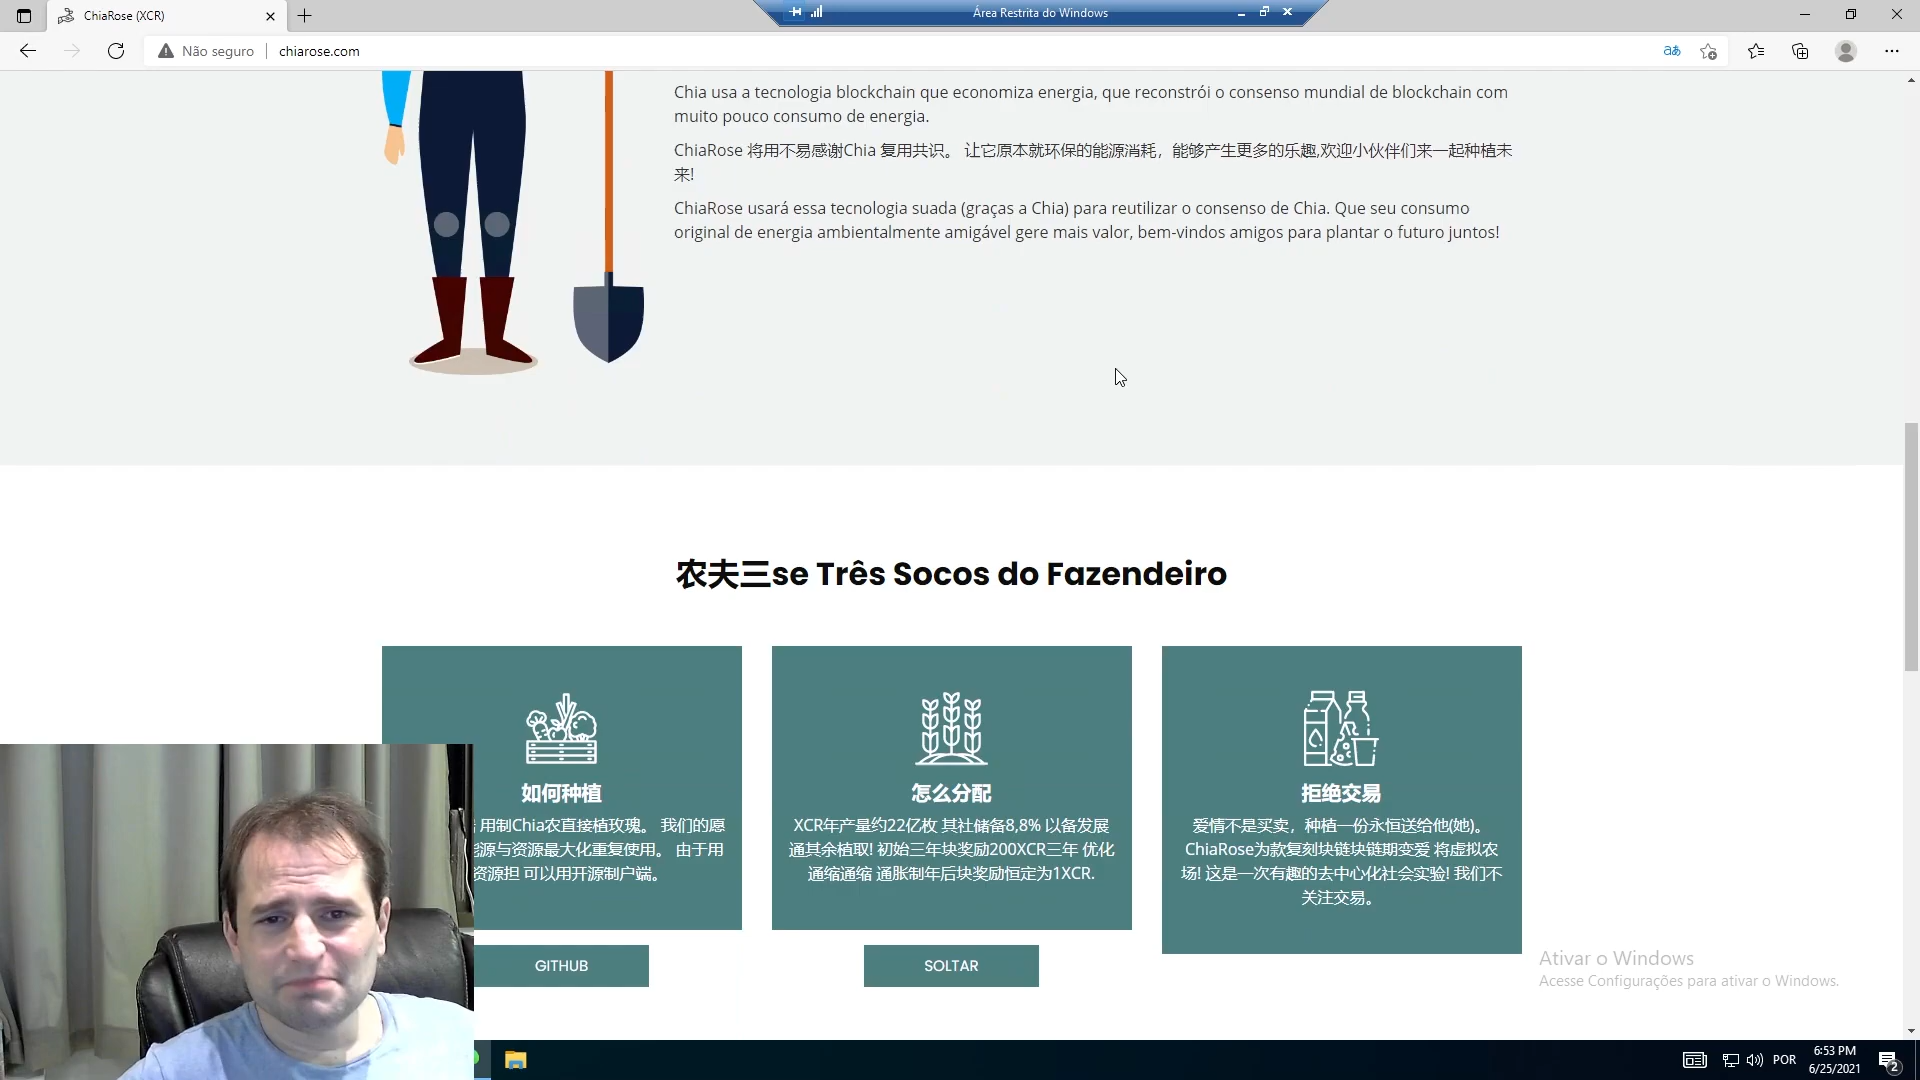 ChiaRose (XCR)
Área Restrita do Windows
Não seguro
chiarose.com
Chia usa a tecnologia blockchain que economiza energia, que reconstrói o consenso mundial de blockchain com
muito pouco consumo de energia.
ChiaRose 将用不易感谢Chia 复用共识。 让它原本就环保的能源消耗，能够产生更多的乐趣,欢迎小伙伴们来一起种植未
来!
ChiaRose usará essa tecnologia suada (graças a Chia) para reutilizar o consenso de Chia. Que seu consumo
original de energia ambientalmente amigável gere mais valor, bem-vindos amigos para plantar o futuro juntos!
农夫三se Três Socos do Fazendeiro
如何种植
用制Chia农直接植玫瑰。 我们的愿
能源与资源最大化重复使用。 由于用
资源担 可以用开源制户端。
GITHUB
怎么分配
XCR年产量约22亿枚 其社储备8,8% 以备发展
通其余植取! 初始三年块奖励200XCR三年 优化
通缩通缩 通胀制年后块奖励恒定为1XCR.
SOLTAR
拒绝交易
爱情不是买卖，种植一份永恒送给他(她)。
ChiaRose为款复刻块链块链期变爱 将虚拟农
场! 这是一次有趣的去中心化社会实验! 我们不
关注交易。
Ativar o Windows
Acesse Configurações para ativar o Windows.
POR
6:53 PM
6/25/2021
2